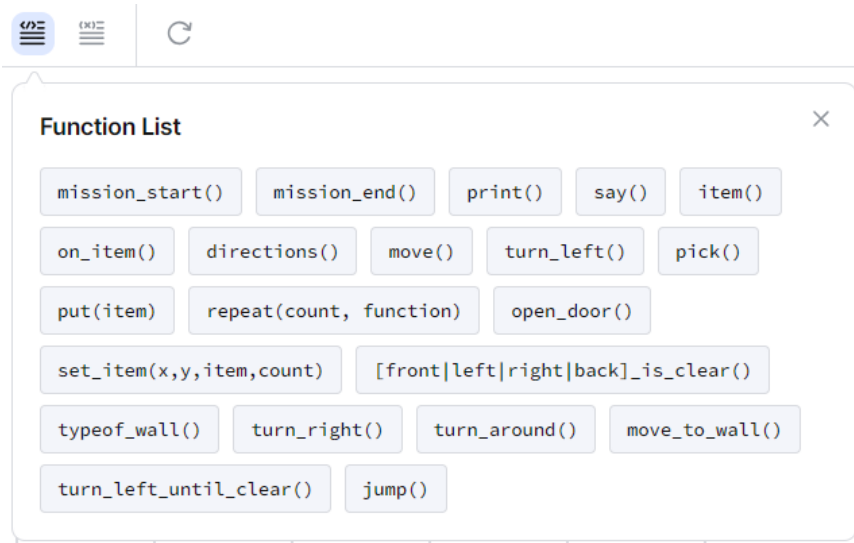 Function List
mission_start() mission_end() print() say() item()
on_item() directions() move() turn_left() pick()
put(item) repeat(count, function) open_door()
set_item(x,y,item,count) [front|left|right|back]_is_clear()
typeof_wall() turn_right() turn_around() move_to_wall()
turn_left_until_clear() jump()